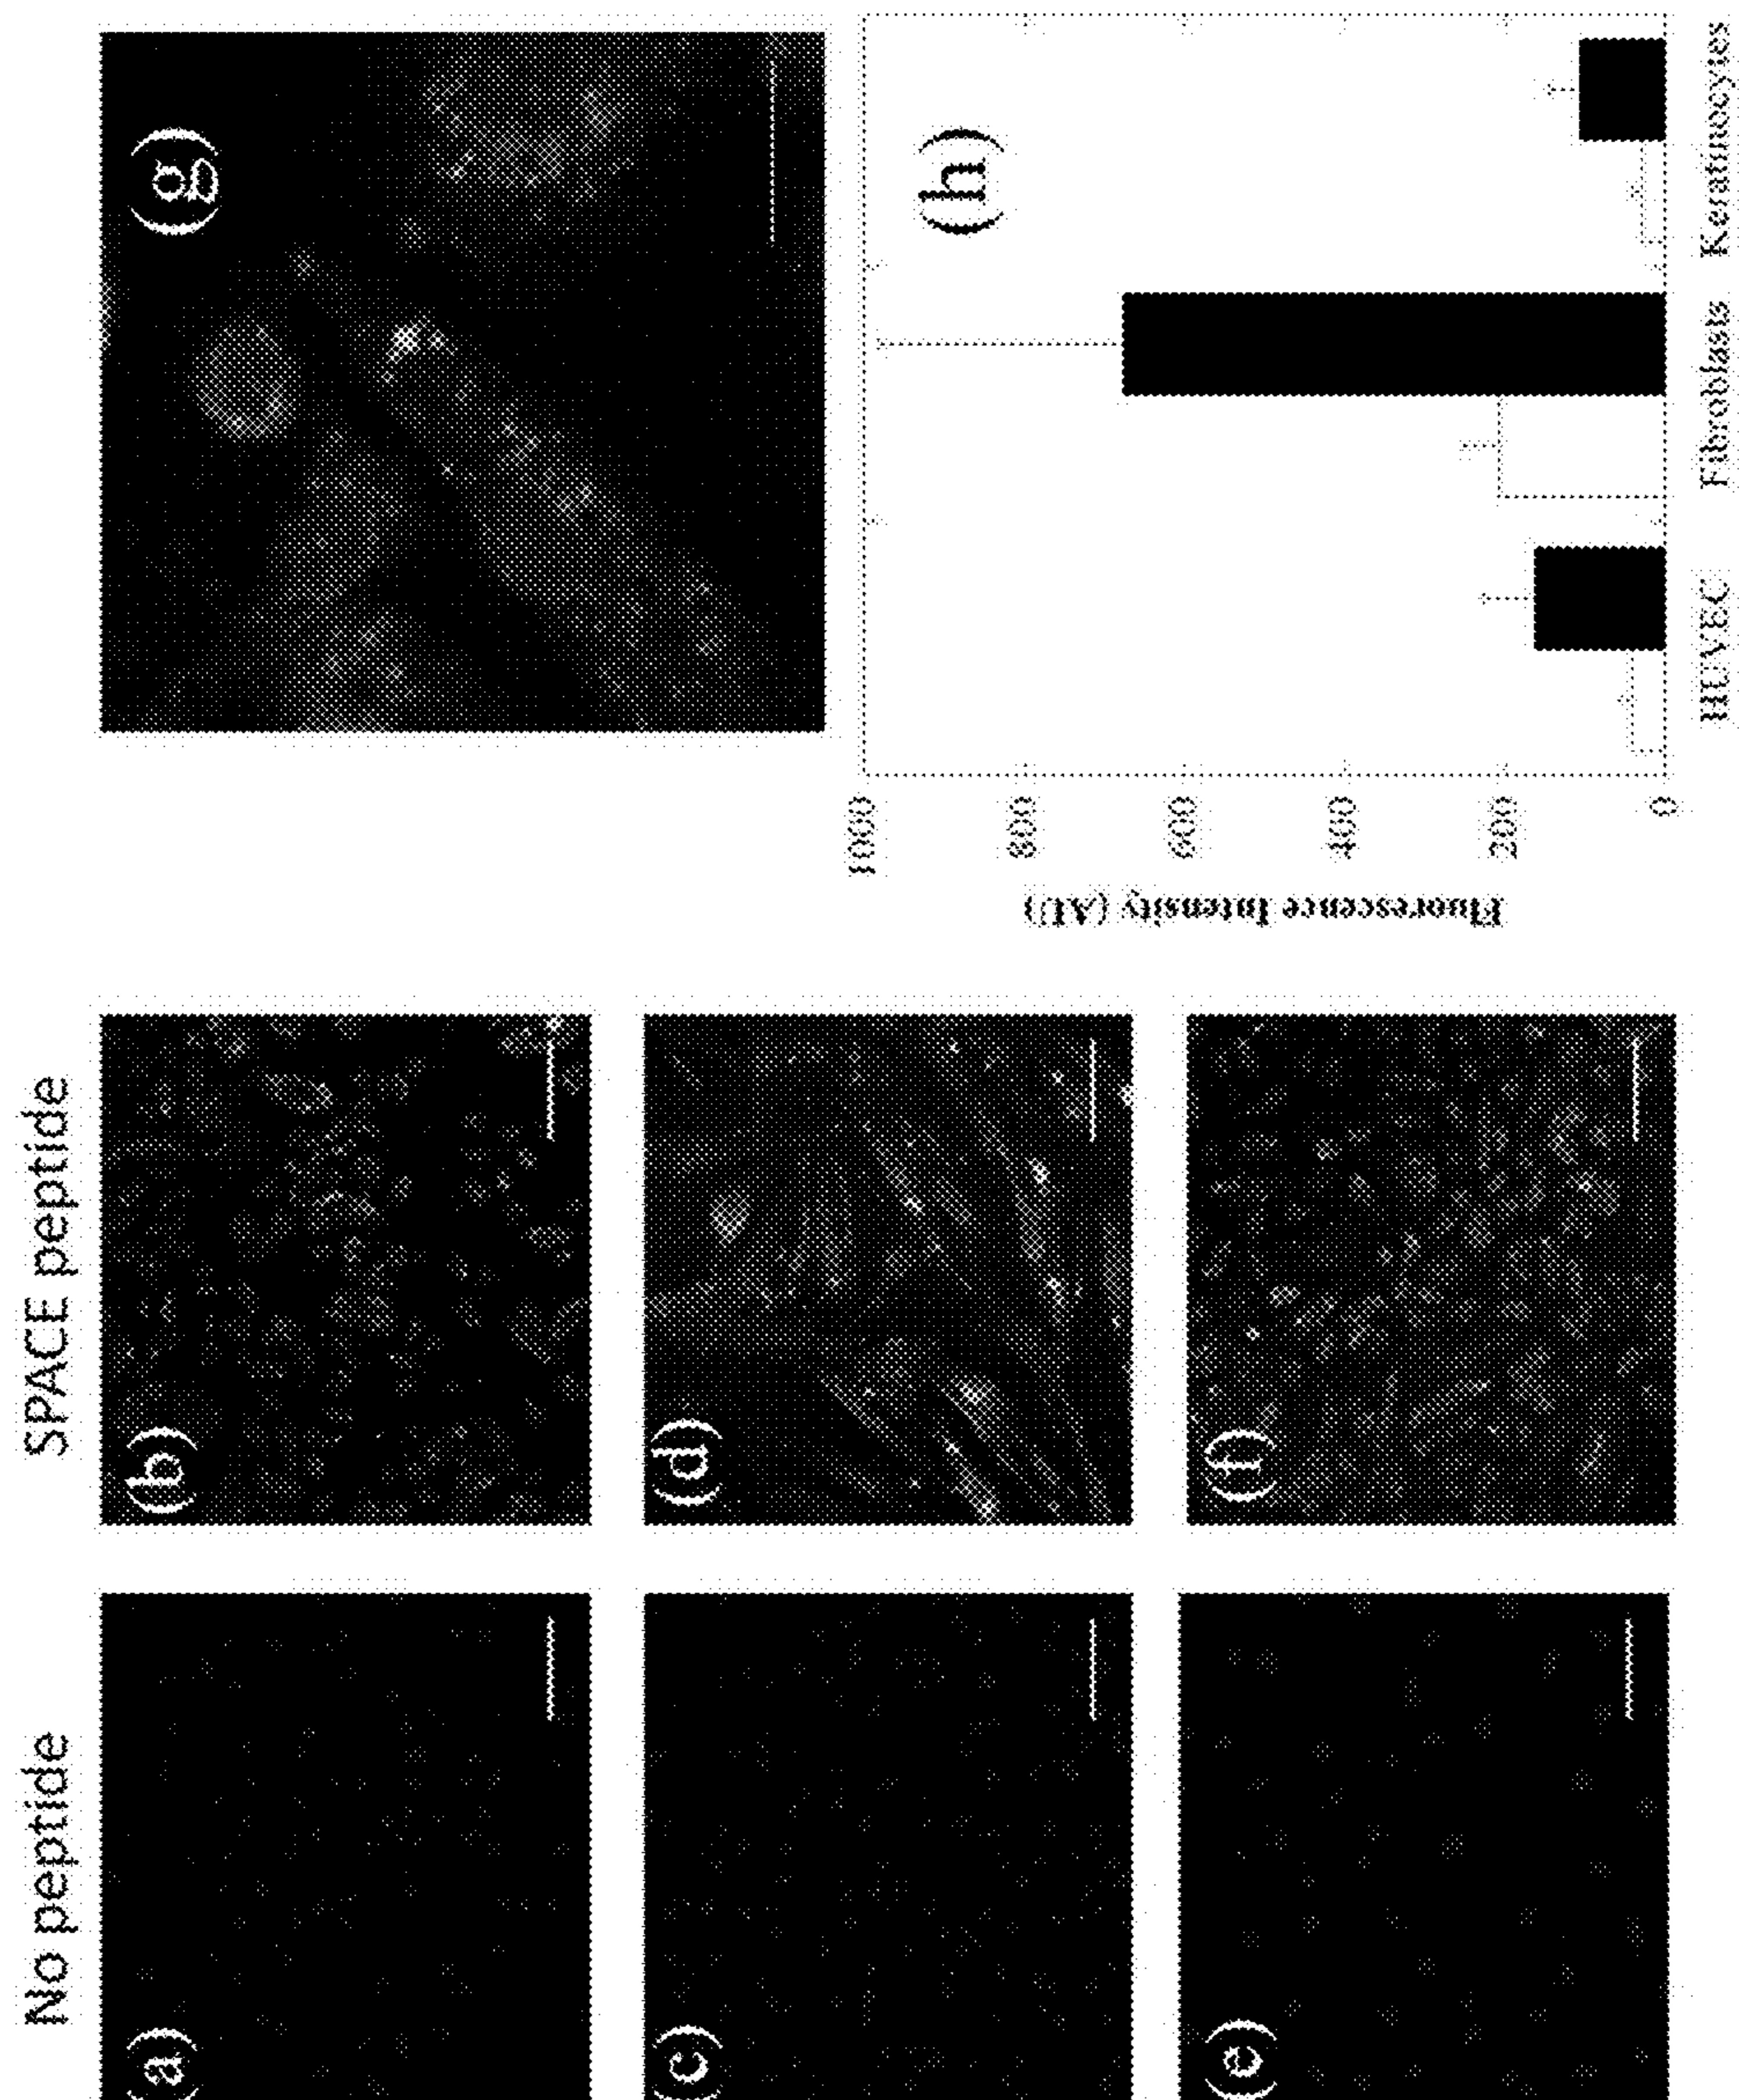 No peptide
SPACE peptide
(a)
(b)
(g)
(c)
(d)
(e)
(f)
(h)
Fluorescence Intensity (AU)
1000
800
600
400
200
0
HUVEC Fibroblasts Keratinocytes